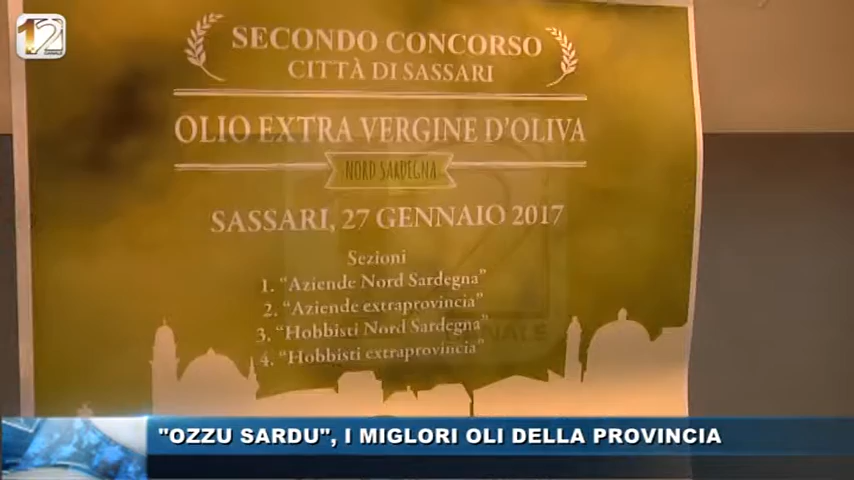 12
SECONDO CONCORSO
CITTÀ DI SASSARI
OLIO EXTRA VERGINE D'OLIVA
NORD SARDEGNA
SASSARI, 27 GENNAIO 2017
Sezioni
1. "Aziende Nord Sardegna"
2. "Aziende extraprovincia"
3. "Hobbisti Nord Sardegna"
4. "Hobbisti extraprovincia"
"OZZU SARDU", I MIGLORI OLI DELLA PROVINCIA